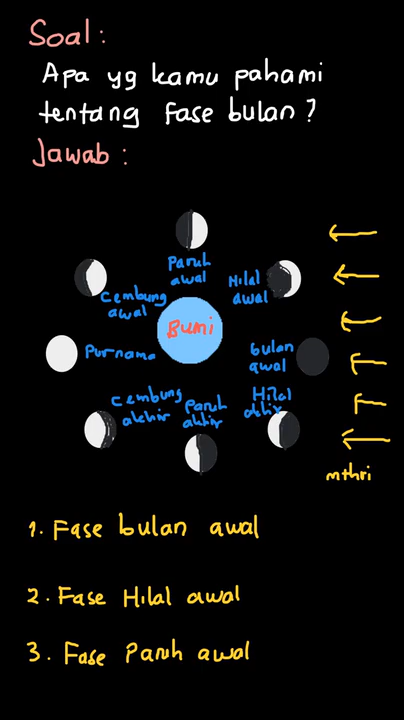 Soal:
Apa yg kamu pahami
tentang fase bulan?
Jawab:
Paruh
awal
Hilal
awal
Cembung
awal
Bumi
Purnama
bulan
awal
Cembung
akhir
Paruh
akhir
Hilal
akhir
mthri
1. Fase bulan awal
2. Fase Hilal awal
3. Fase Paruh awal